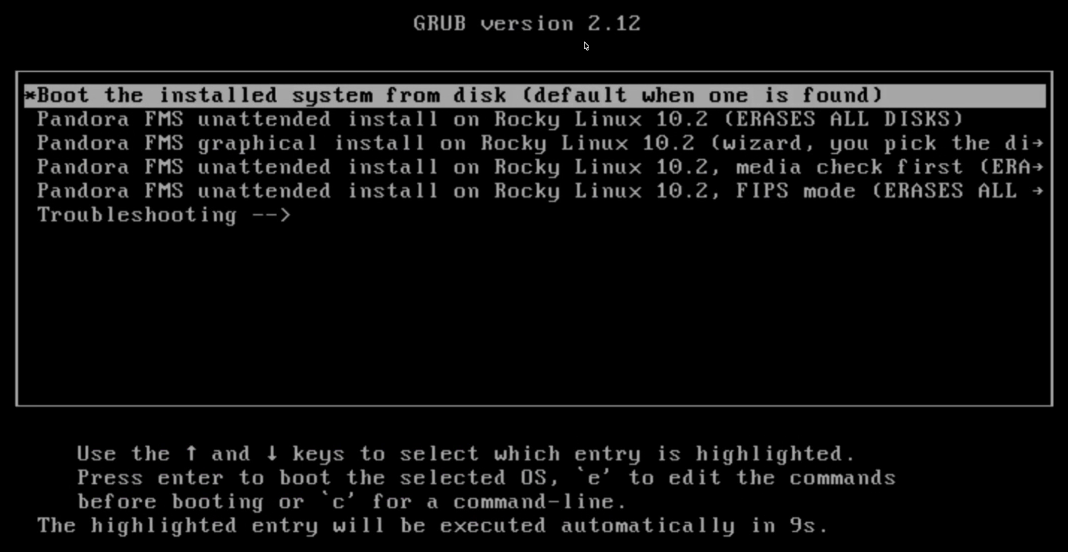 GRUB version 2.12
*Boot the installed system from disk (default when one is found)
Pandora FMS unattended install on Rocky Linux 10.2 (ERASES ALL DISKS)
Pandora FMS graphical install on Rocky Linux 10.2 (wizard, you pick the di→
Pandora FMS unattended install on Rocky Linux 10.2, media check first (ERA→
Pandora FMS unattended install on Rocky Linux 10.2, FIPS mode (ERASES ALL →
Troubleshooting -->
Use the ↑ and ↓ keys to select which entry is highlighted.
Press enter to boot the selected OS, `e' to edit the commands
before booting or `c' for a command-line.
The highlighted entry will be executed automatically in 9s.